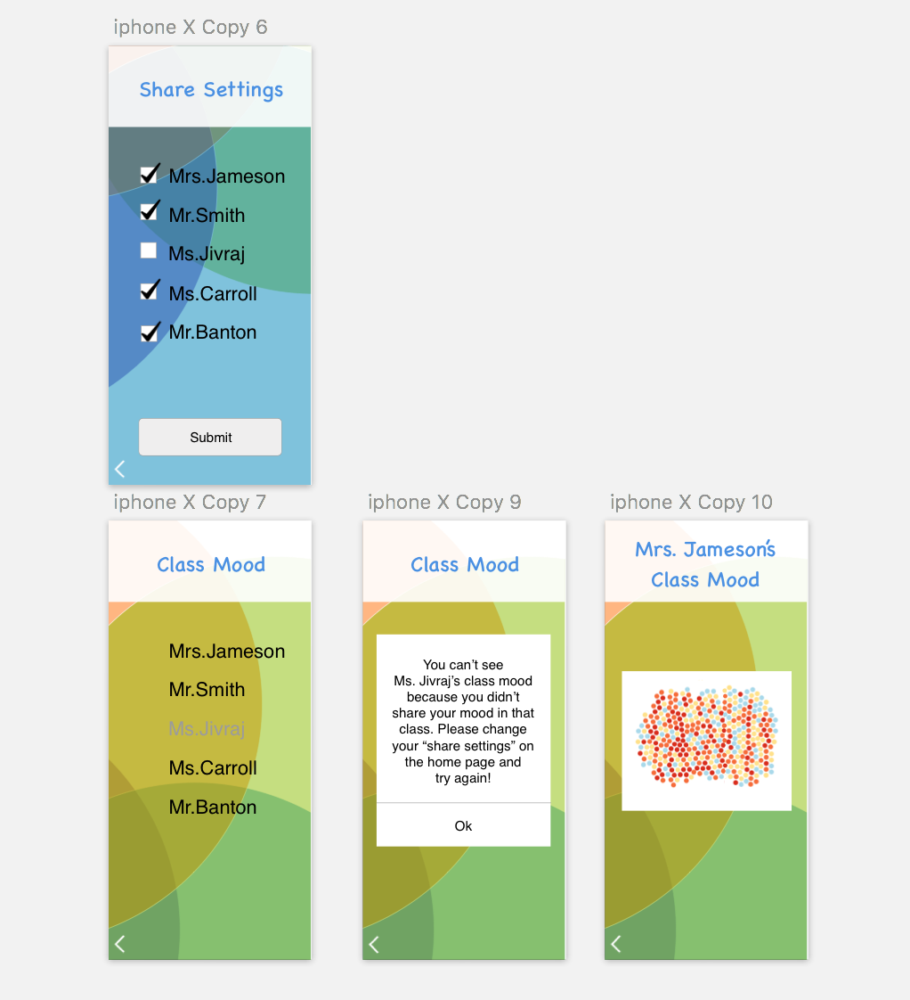 iphone X Copy 6
Share Settings
Mrs.Jameson
Mr.Smith
Ms.Jivraj
Ms.Carroll
Mr.Banton
Submit
iphone X Copy 7
Class Mood
Mrs.Jameson
Mr.Smith
Ms.Jivraj
Ms.Carroll
Mr.Banton
iphone X Copy 9
Class Mood
You can’t see
Ms. Jivraj’s class mood
because you didn’t
share your mood in that
class. Please change
your “share settings” on
the home page and
try again!
Ok
iphone X Copy 10
Mrs. Jameson’s
Class Mood